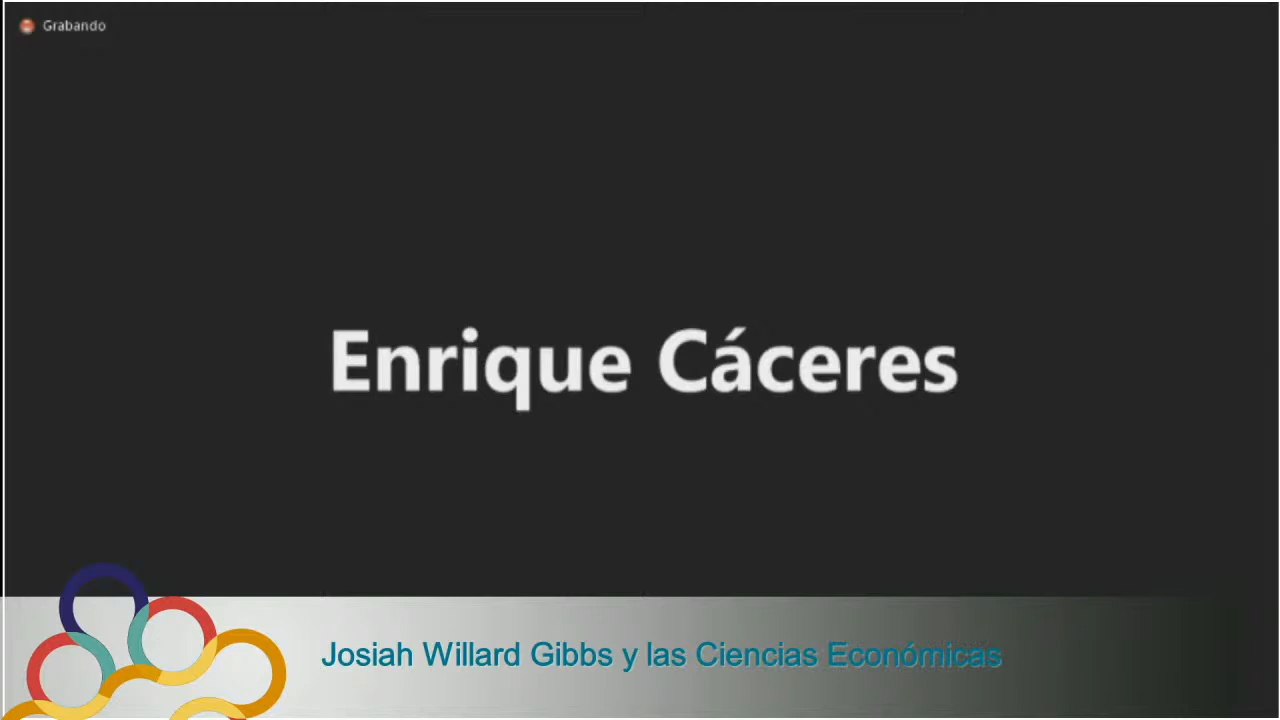 Grabando
Enrique Cáceres
Josiah Willard Gibbs y las Ciencias Económicas